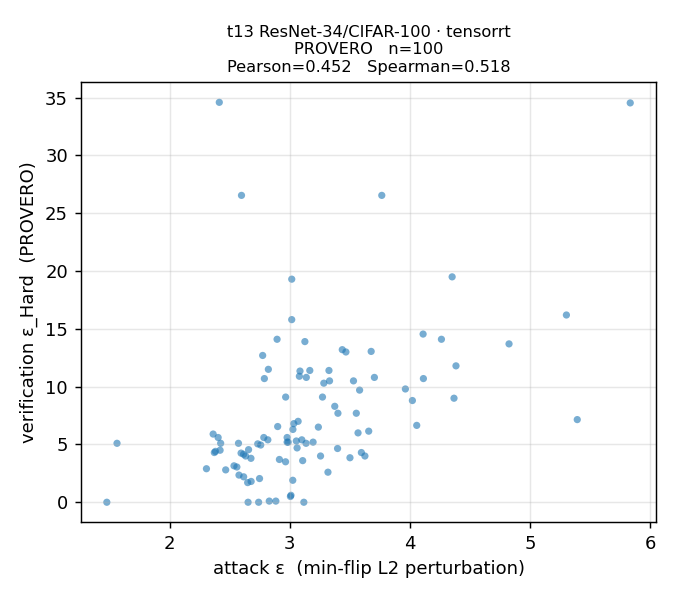 t13 ResNet-34/CIFAR-100 · tensorrt
PROVERO   n=100
Pearson=0.452   Spearman=0.518
35
30
25
20
15
10
5
0
verification ε_Hard  (PROVERO)
2
3
4
5
6
attack ε  (min-flip L2 perturbation)